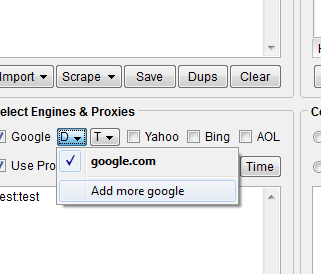 Import Scrape Save Dups Clear
elect Engines & Proxies
Google D T Yahoo Bing AOL
google.com
Use Pro Time
Add more google
est:test